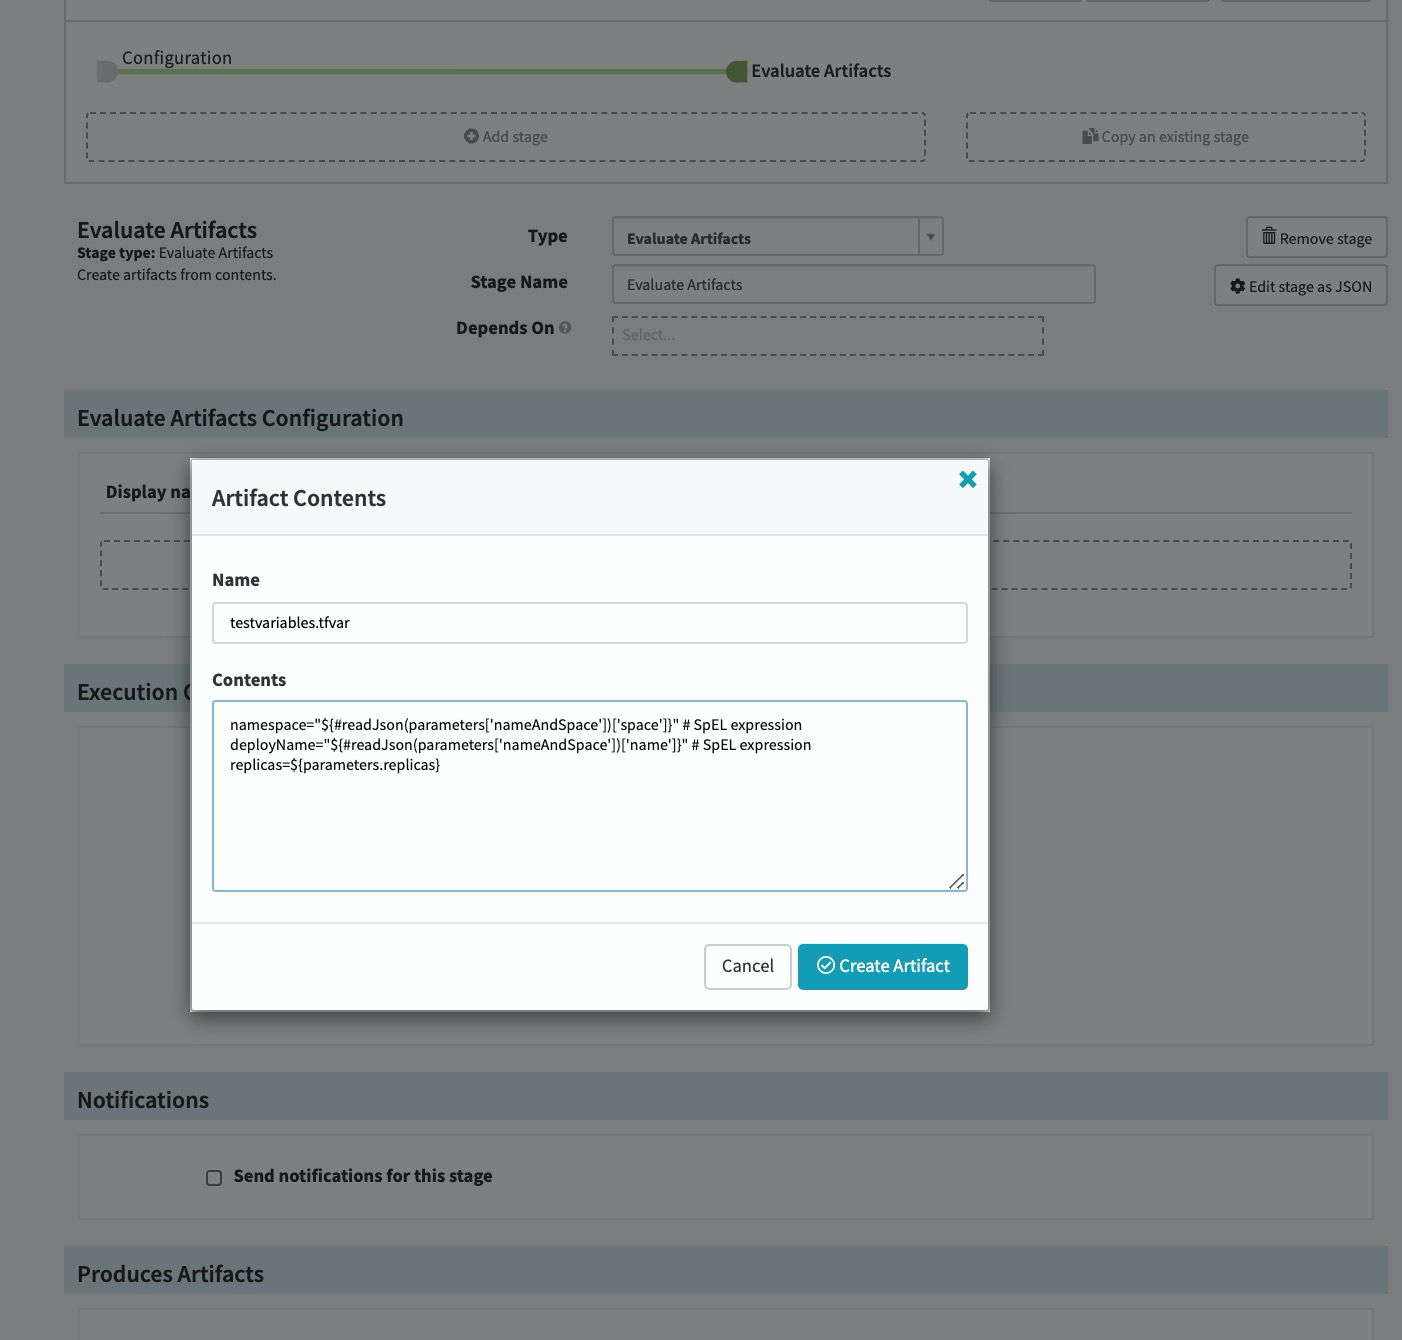 Configuration
Evaluate Artifacts
Add stage
Copy an existing stage
Evaluate Artifacts
Stage type: Evaluate Artifacts
Create artifacts from contents.
Type
Evaluate Artifacts
Stage Name
Evaluate Artifacts
Depends On
Select...
Remove stage
Edit stage as JSON
Evaluate Artifacts Configuration
Display na
Artifact Contents
Name
testvariables.tfvar
Contents
namespace="${#readJson(parameters['nameAndSpace'])['space']}" # SpEL expression
deployName="${#readJson(parameters['nameAndSpace'])['name']}" # SpEL expression
replicas=${parameters.replicas}
Cancel
Create Artifact
Execution
Notifications
Send notifications for this stage
Produces Artifacts